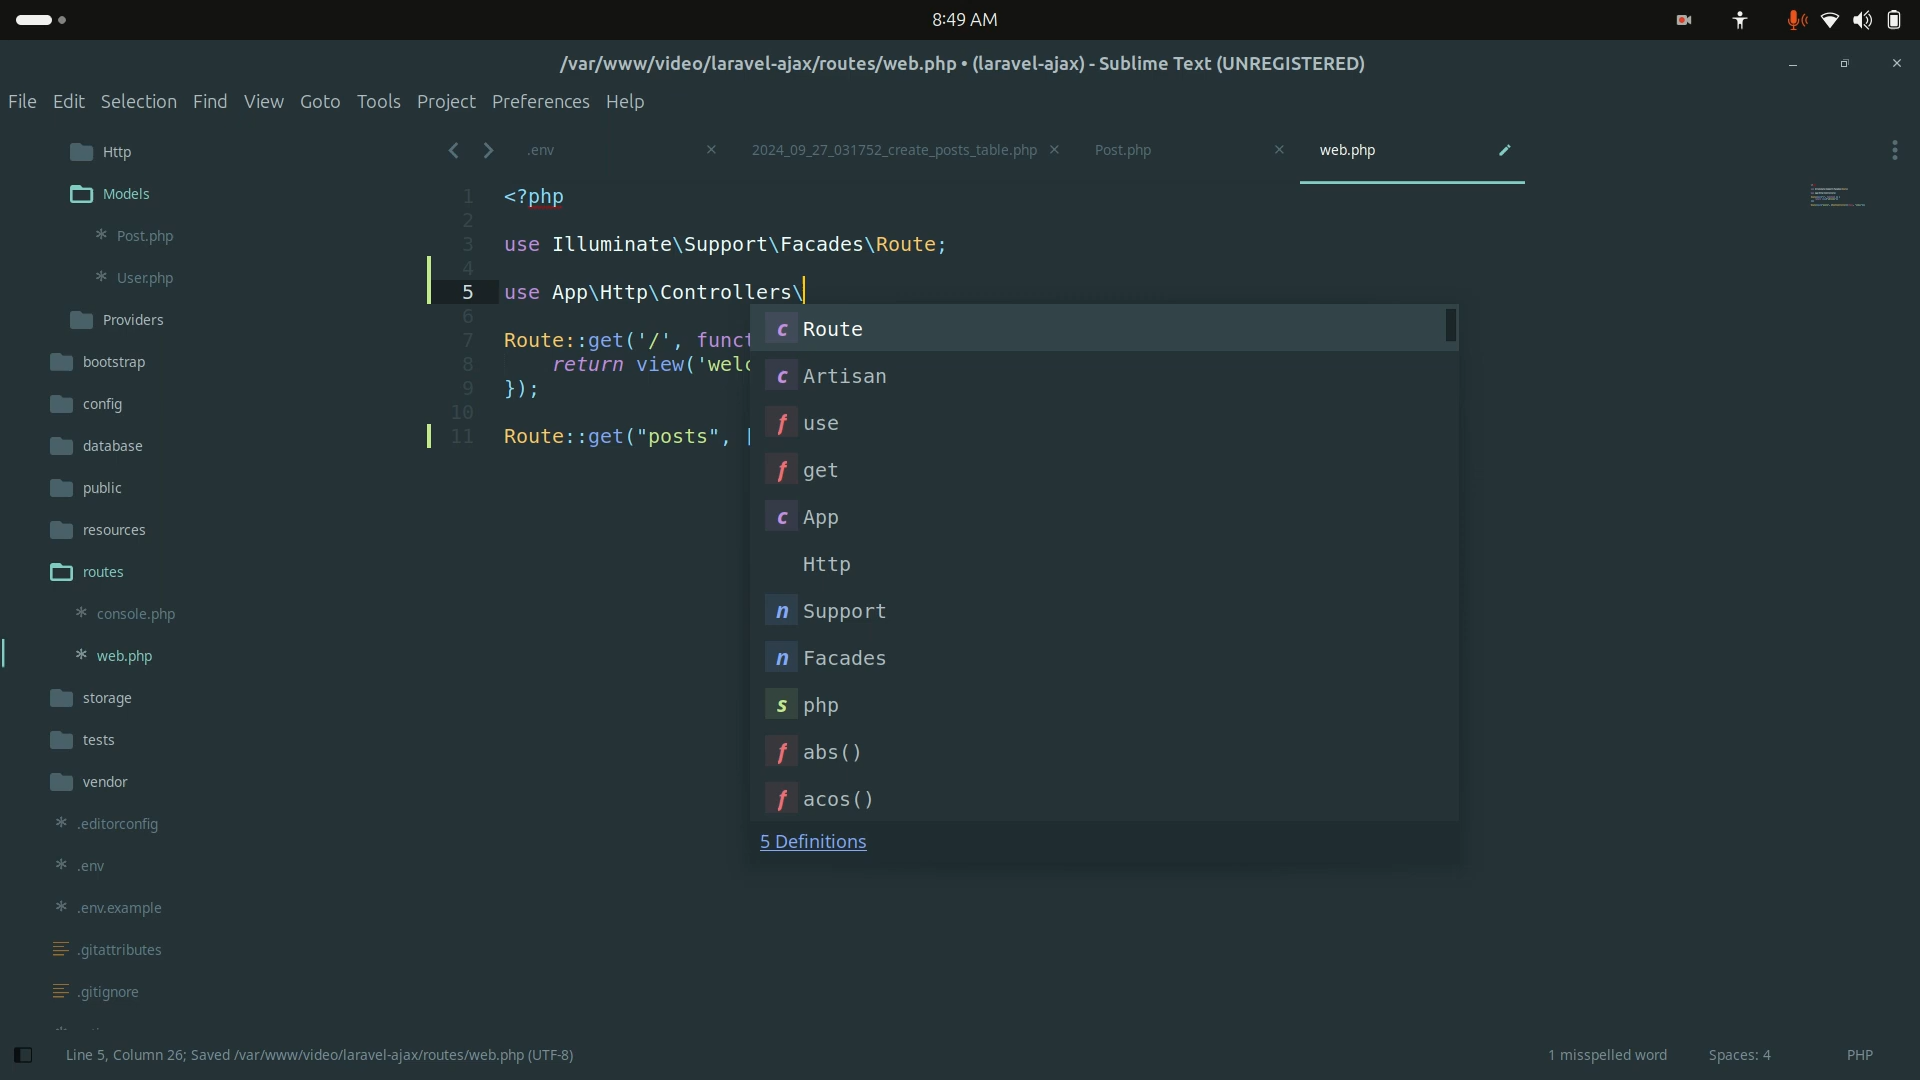 8:49 AM
/var/www/video/laravel-ajax/routes/web.php • (laravel-ajax) - Sublime Text (UNREGISTERED)
File Edit Selection Find View Goto Tools Project Preferences Help
Http
Models
Post.php
User.php
Providers
bootstrap
config
database
public
resources
routes
console.php
web.php
storage
tests
vendor
.editorconfig
.env
.env.example
.gitattributes
.gitignore
.env 2024_09_27_031752_create_posts_table.php Post.php web.php
1 <?php
2
3 use Illuminate\Support\Facades\Route;
4
5 use App\Http\Controllers\
6
7 Route::get('/', funct
8 return view('welc
9 });
10
11 Route::get("posts", [
c Route
c Artisan
f use
f get
c App
Http
n Support
n Facades
s php
f abs()
f acos()
5 Definitions
Line 5, Column 26; Saved /var/www/video/laravel-ajax/routes/web.php (UTF-8)
1 misspelled word Spaces: 4 PHP